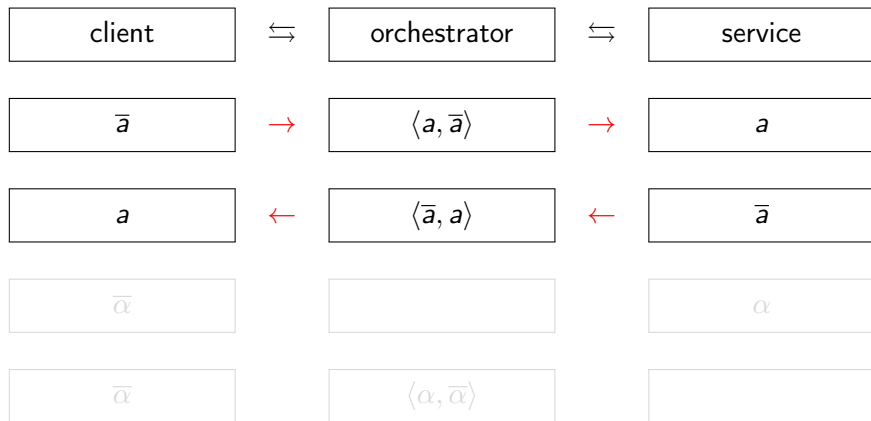 client ⇆ orchestrator ⇆ service
a̅ → ⟨a, a̅⟩ → a
a ← ⟨a̅, a⟩ ← a̅
α̅ α
α̅ ⟨α, α̅⟩